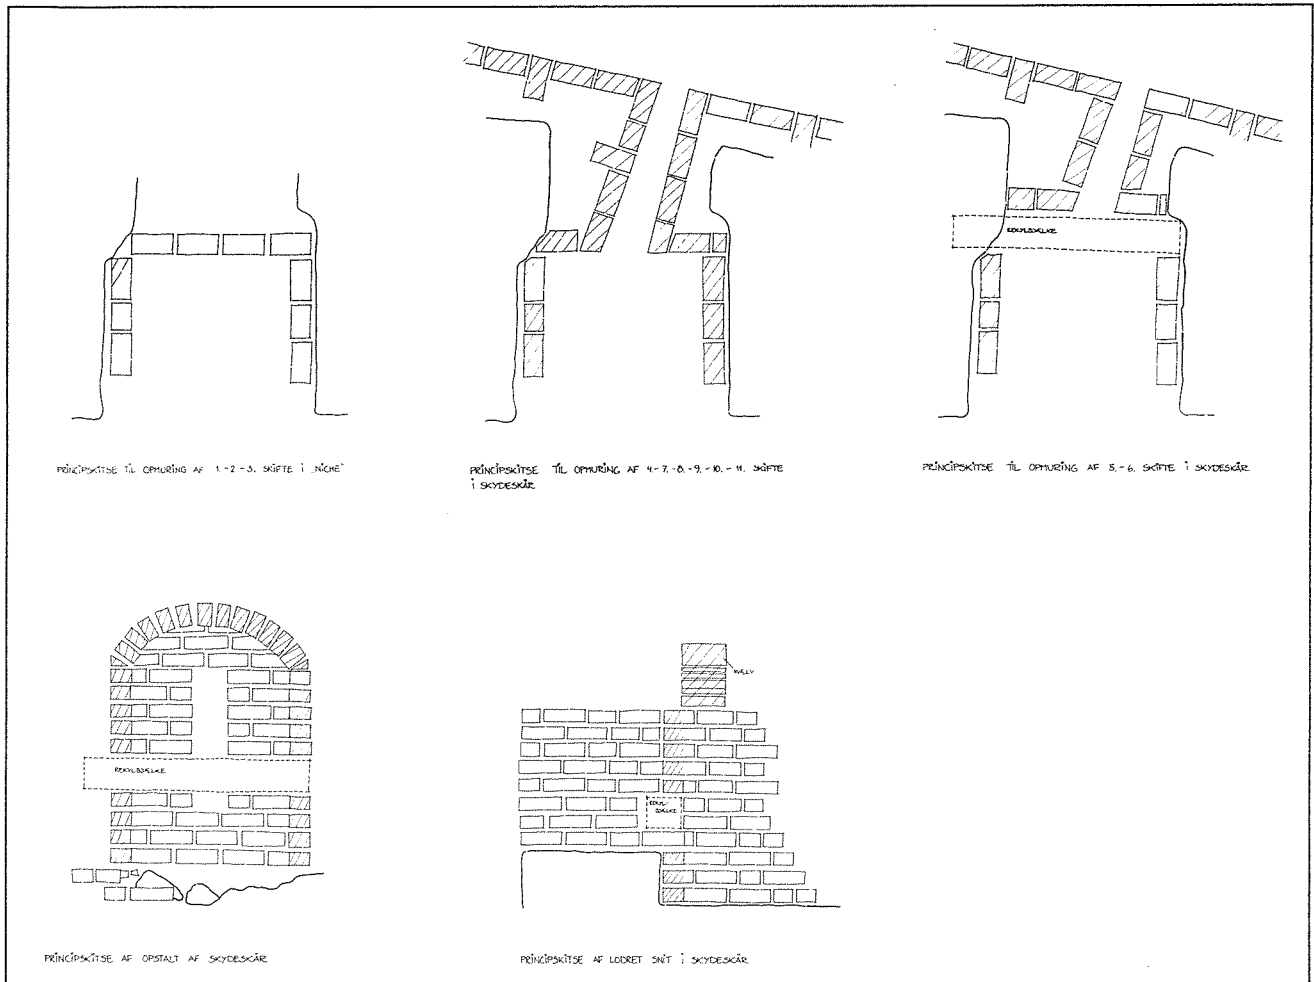 PRINCIPSKITSE TIL OPMURING AF 1.-2-3. SKIFTE I „NICHE"
PRINCIPSKITSE TIL OPMURING AF 4-7.-8.-9.-10.-11. SKIFTE
I SKYDESKÅR
REKYLBJÆLKE
PRINCIPSKITSE TIL OPMURING AF 5.-6. SKIFTE I SKYDESKÅR
REKYLBJÆLKE
PRINCIPSKITSE AF OPSTALT AF SKYDESKÅR
HVÆLV
REKYL-
BJÆLKE
PRINCIPSKITSE AF LODRET SNIT I SKYDESKÅR